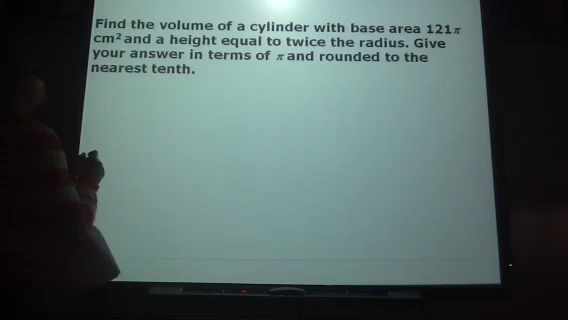 Find the volume of a cylinder with base area 121π
cm² and a height equal to twice the radius. Give
your answer in terms of π and rounded to the
nearest tenth.